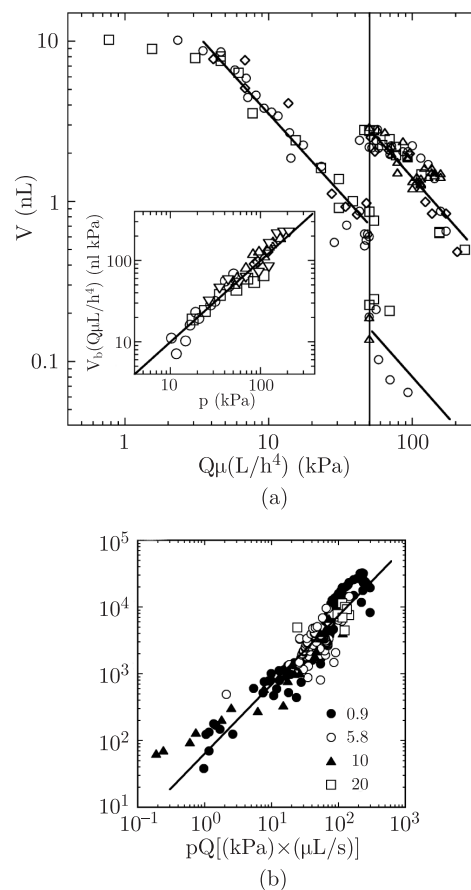 10
1
0.1
V (nL)
100
10
V_b(QμL/h⁴) (nl kPa)
10 100
p (kPa)
1 10 100
Qμ(L/h⁴) (kPa)
(a)
10⁵
10⁴
10³
10²
10¹
0.9
5.8
10
20
10⁻¹ 10⁰ 10¹ 10² 10³
pQ[(kPa)×(μL/s)]
(b)